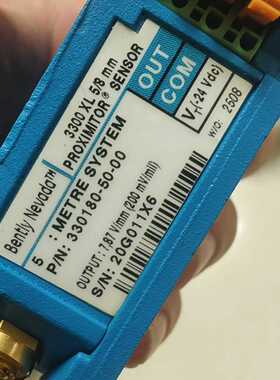 Bently Nevada™
3300 XL 5/8 mm
PROXIMITOR® SENSOR
5 : METRE SYSTEM
P/N: 330180-50-00
OUTPUT : 7.87 V/mm (200 mV/mil)
S/N: 20G011X6
OUT
COM
VT(-24 Vdc)
W/O: 2508